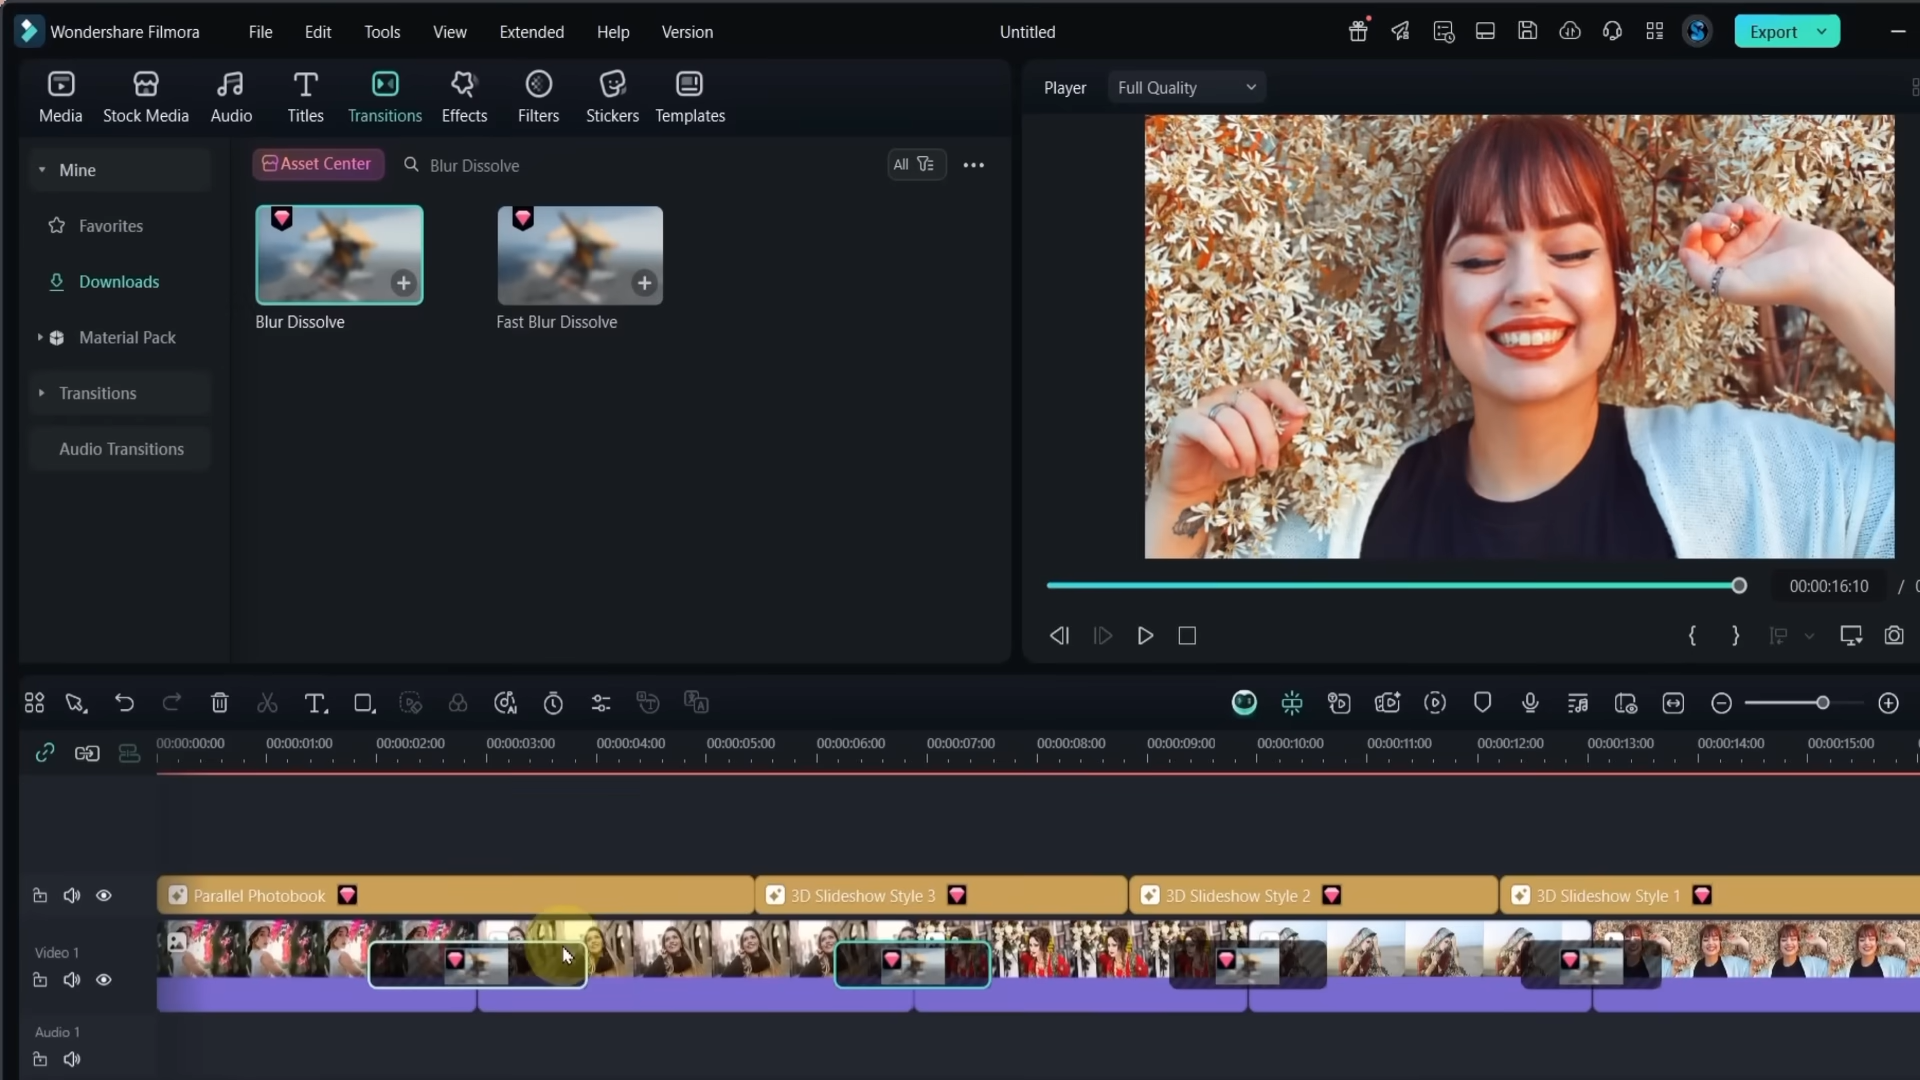 Wondershare Filmora File Edit Tools View Extended Help Version Untitled Export
Media Stock Media Audio Titles Transitions Effects Filters Stickers Templates
Player Full Quality
Mine
Favorites
Downloads
Material Pack
Transitions
Audio Transitions
Asset Center Blur Dissolve All
Blur Dissolve Fast Blur Dissolve
00:00:16:10 /
00:00:00:00 00:00:01:00 00:00:02:00 00:00:03:00 00:00:04:00 00:00:05:00 00:00:06:00 00:00:07:00 00:00:08:00 00:00:09:00 00:00:10:00 00:00:11:00 00:00:12:00 00:00:13:00 00:00:14:00 00:00:15:00
Parallel Photobook 3D Slideshow Style 3 3D Slideshow Style 2 3D Slideshow Style 1
Video 1
Audio 1